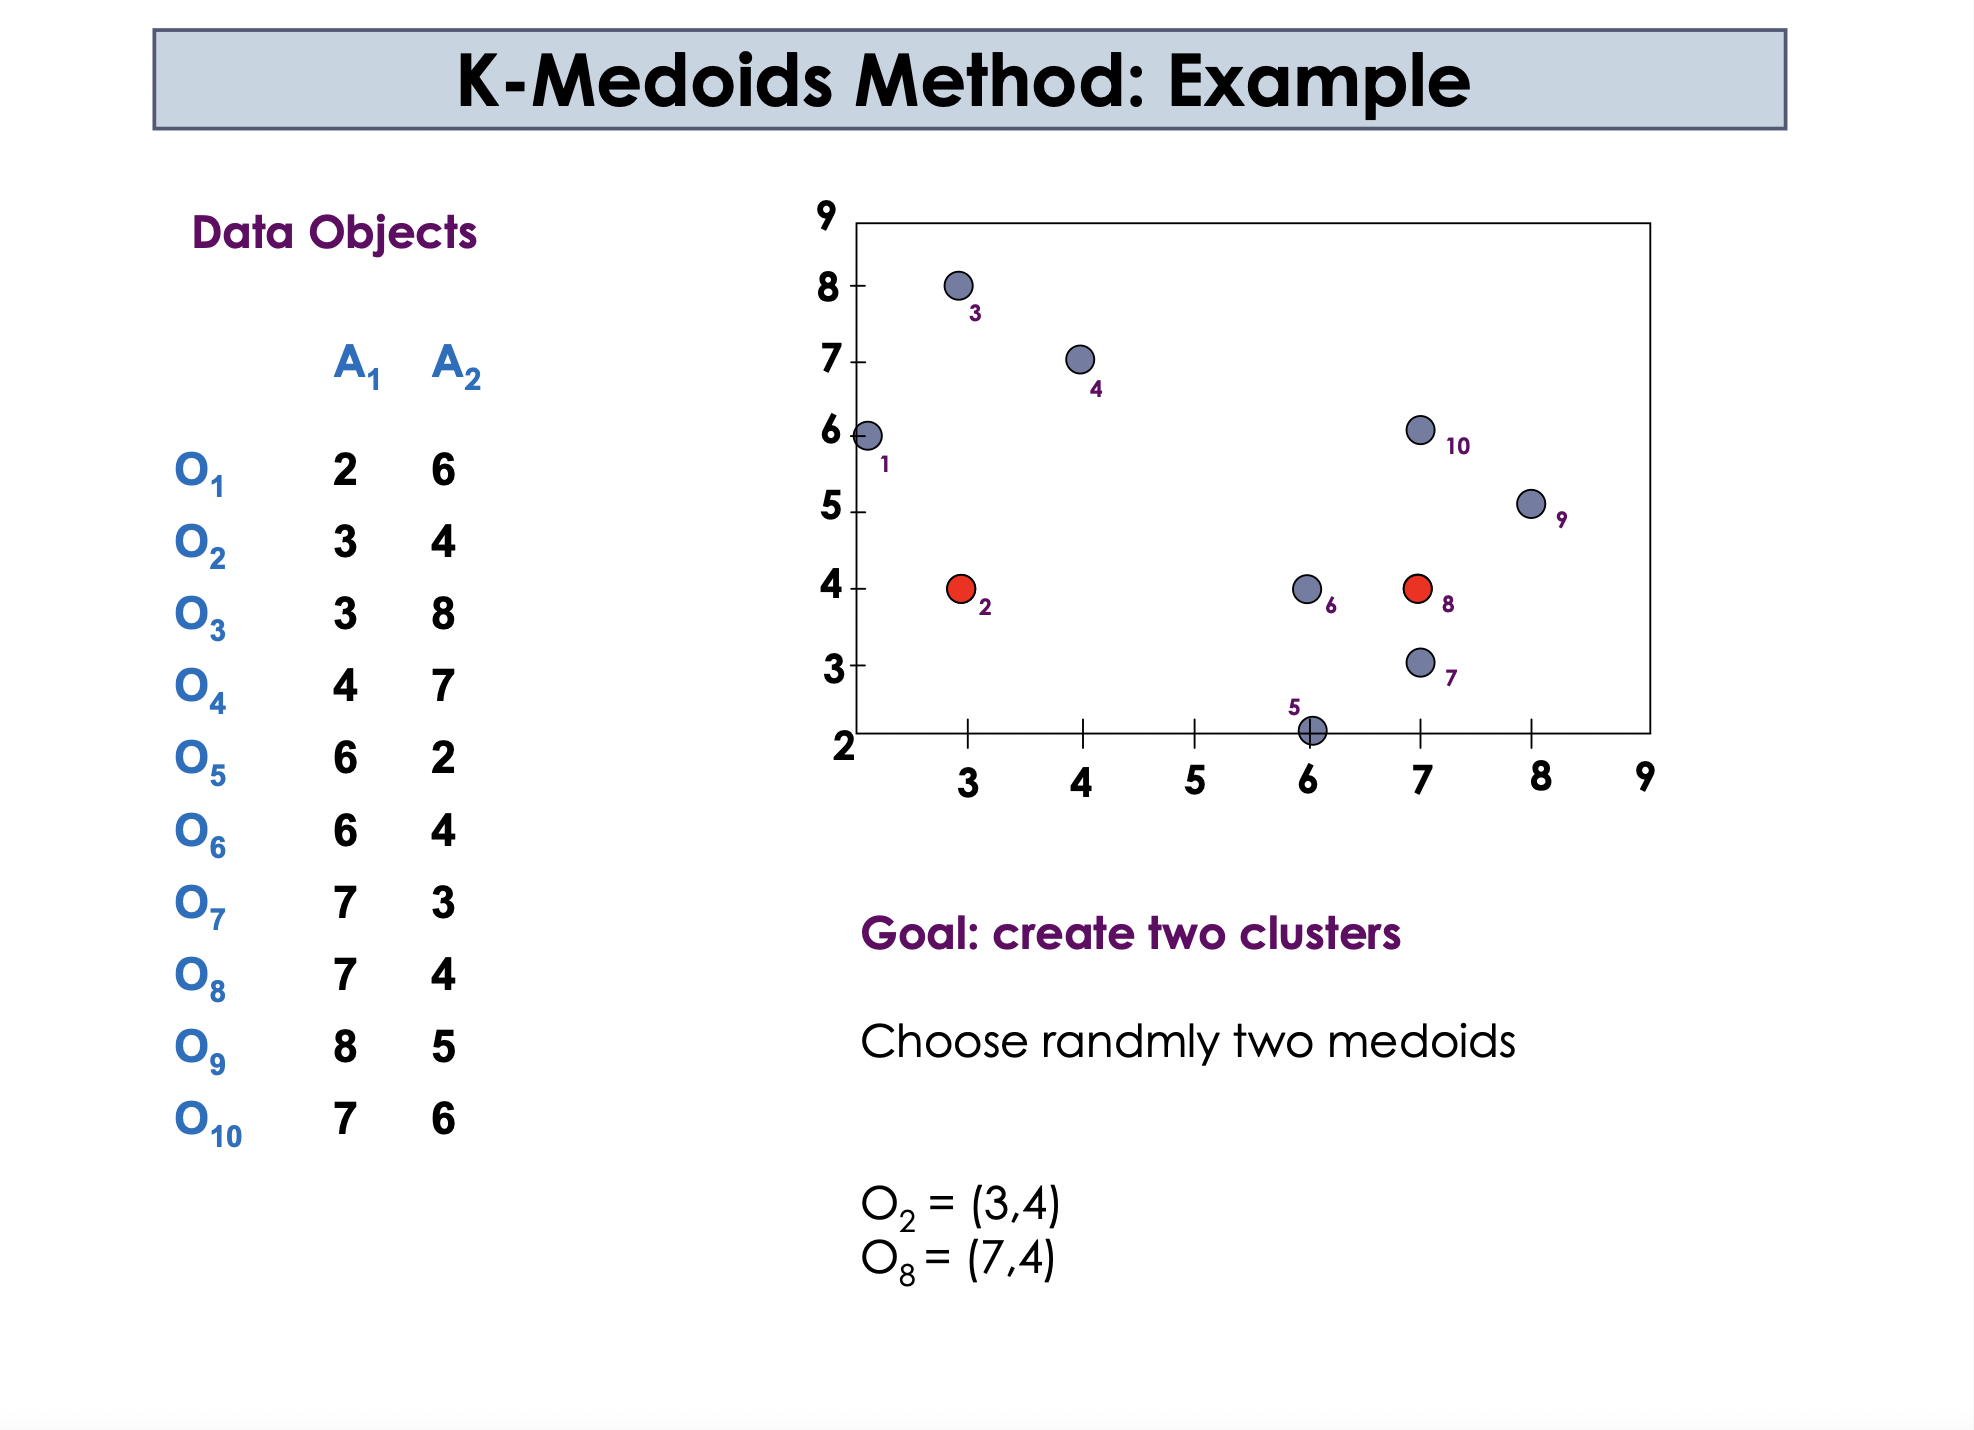 K-Medoids Method: Example
Data Objects
A1 A2
O1 2 6
O2 3 4
O3 3 8
O4 4 7
O5 6 2
O6 6 4
O7 7 3
O8 7 4
O9 8 5
O10 7 6
9
8
3
7
4
6
10
1
5
9
4
2
6
8
3
7
5
2
3 4 5 6 7 8 9
Goal: create two clusters
Choose randmly two medoids
O2 = (3,4)
O8 = (7,4)